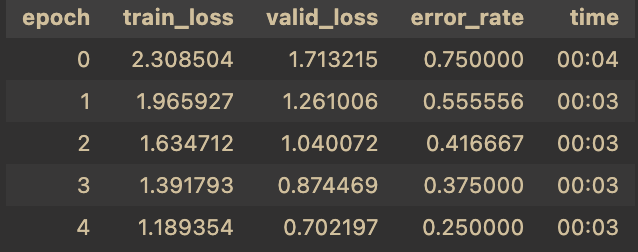 epoch train_loss valid_loss error_rate time
0 2.308504 1.713215 0.750000 00:04
1 1.965927 1.261006 0.555556 00:03
2 1.634712 1.040072 0.416667 00:03
3 1.391793 0.874469 0.375000 00:03
4 1.189354 0.702197 0.250000 00:03